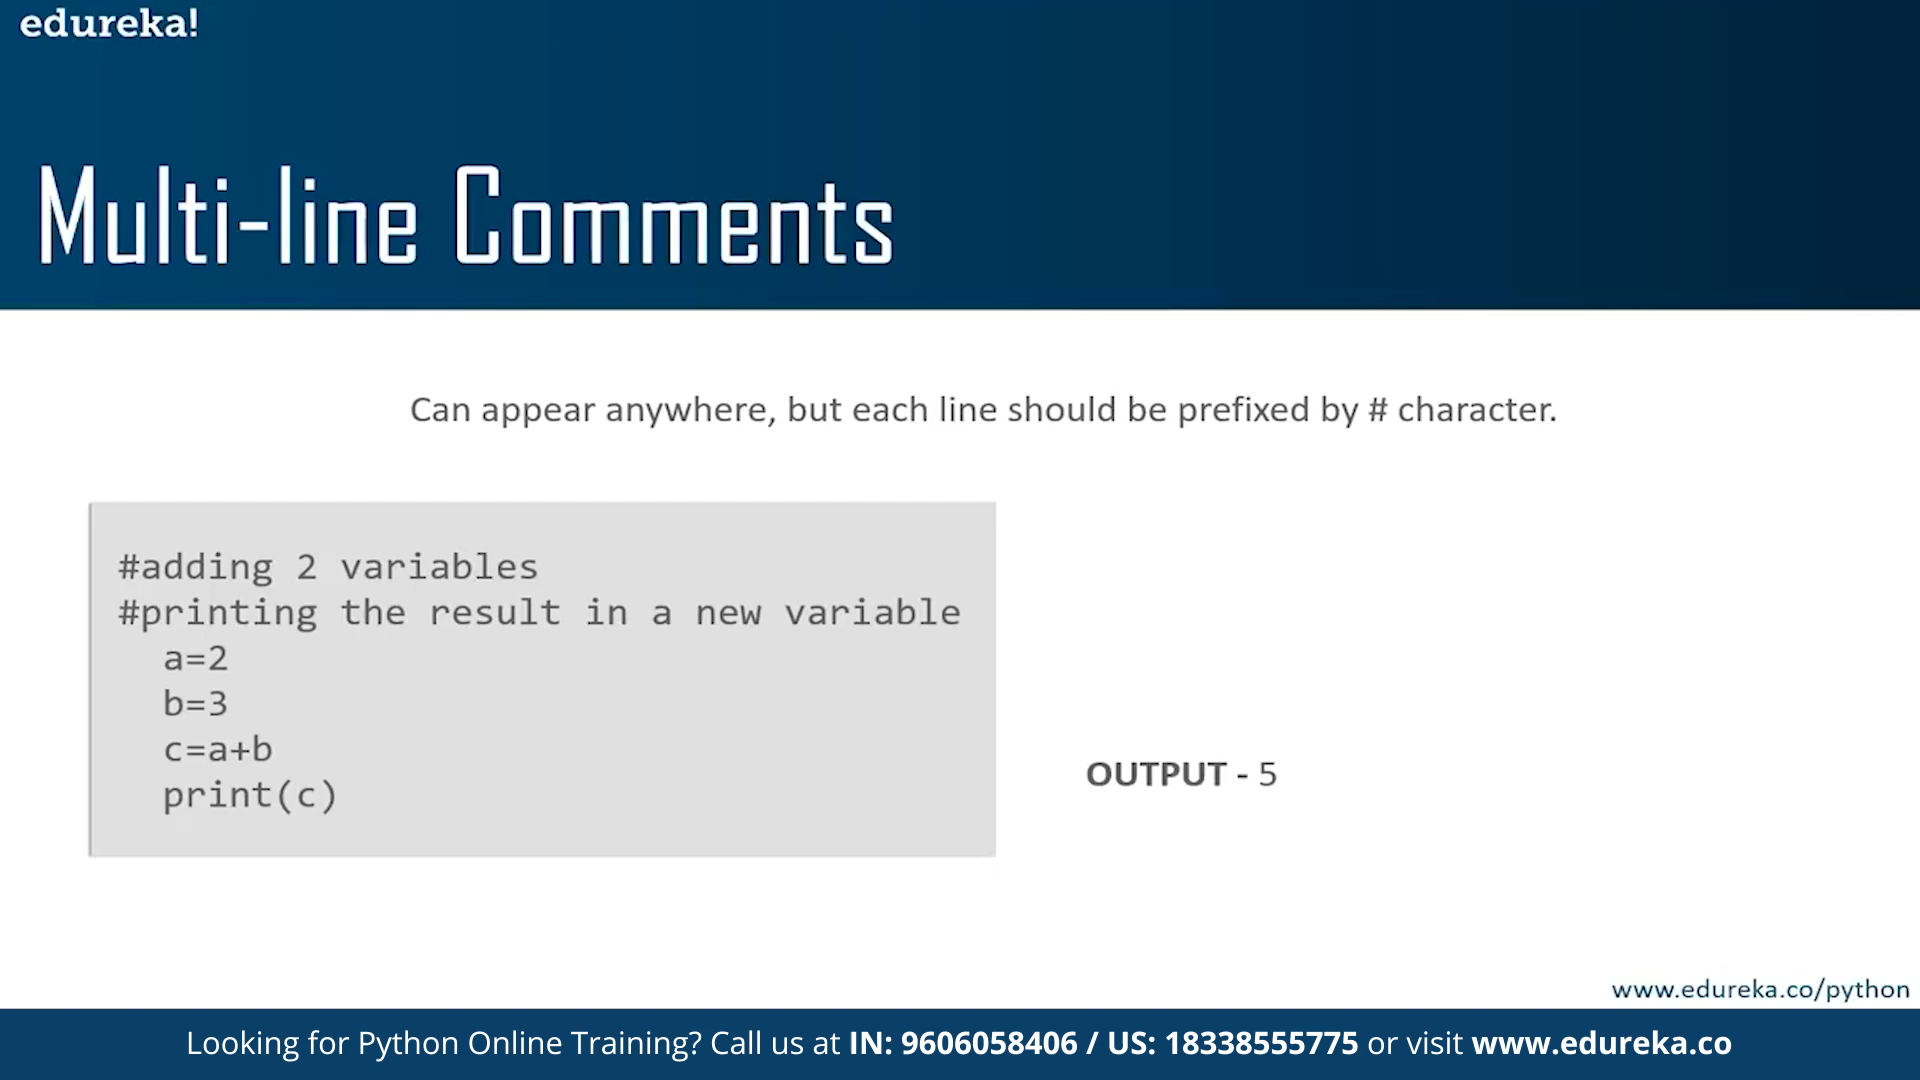 edureka!
Multi-line Comments
Can appear anywhere, but each line should be prefixed by # character.
#adding 2 variables
#printing the result in a new variable
a=2
b=3
c=a+b
print(c)
OUTPUT - 5
www.edureka.co/python
Looking for Python Online Training? Call us at IN: 9606058406 / US: 18338555775 or visit www.edureka.co